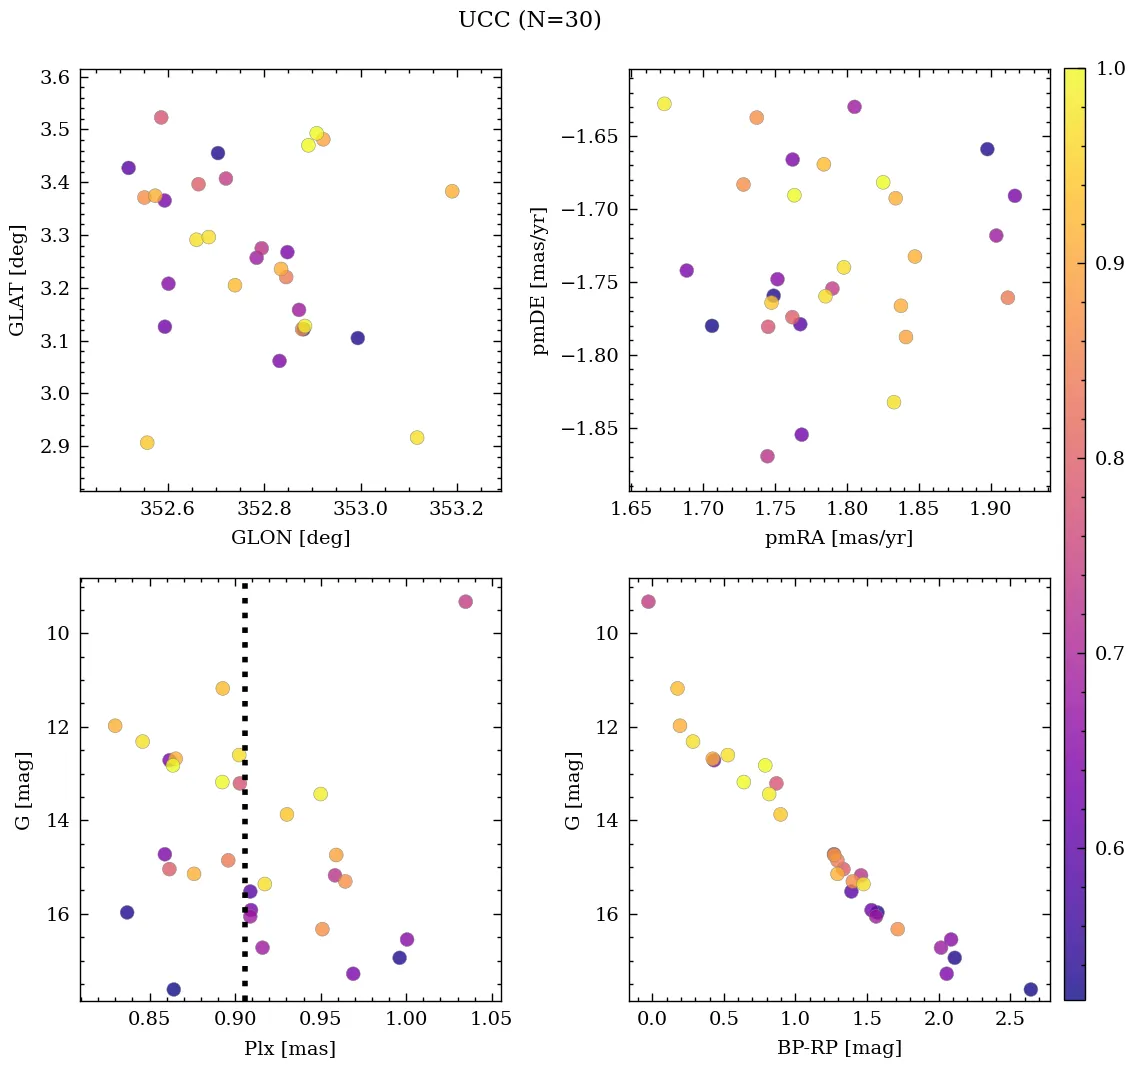 UCC (N=30)
3.6
3.5
3.4
3.3
3.2
3.1
3.0
2.9
GLAT [deg]
352.6 352.8 353.0 353.2
GLON [deg]
−1.65
−1.70
−1.75
−1.80
−1.85
pmDE [mas/yr]
1.65 1.70 1.75 1.80 1.85 1.90
pmRA [mas/yr]
10
12
14
16
G [mag]
0.85 0.90 0.95 1.00 1.05
Plx [mas]
10
12
14
16
G [mag]
0.0 0.5 1.0 1.5 2.0 2.5
BP-RP [mag]
1.0
0.9
0.8
0.7
0.6